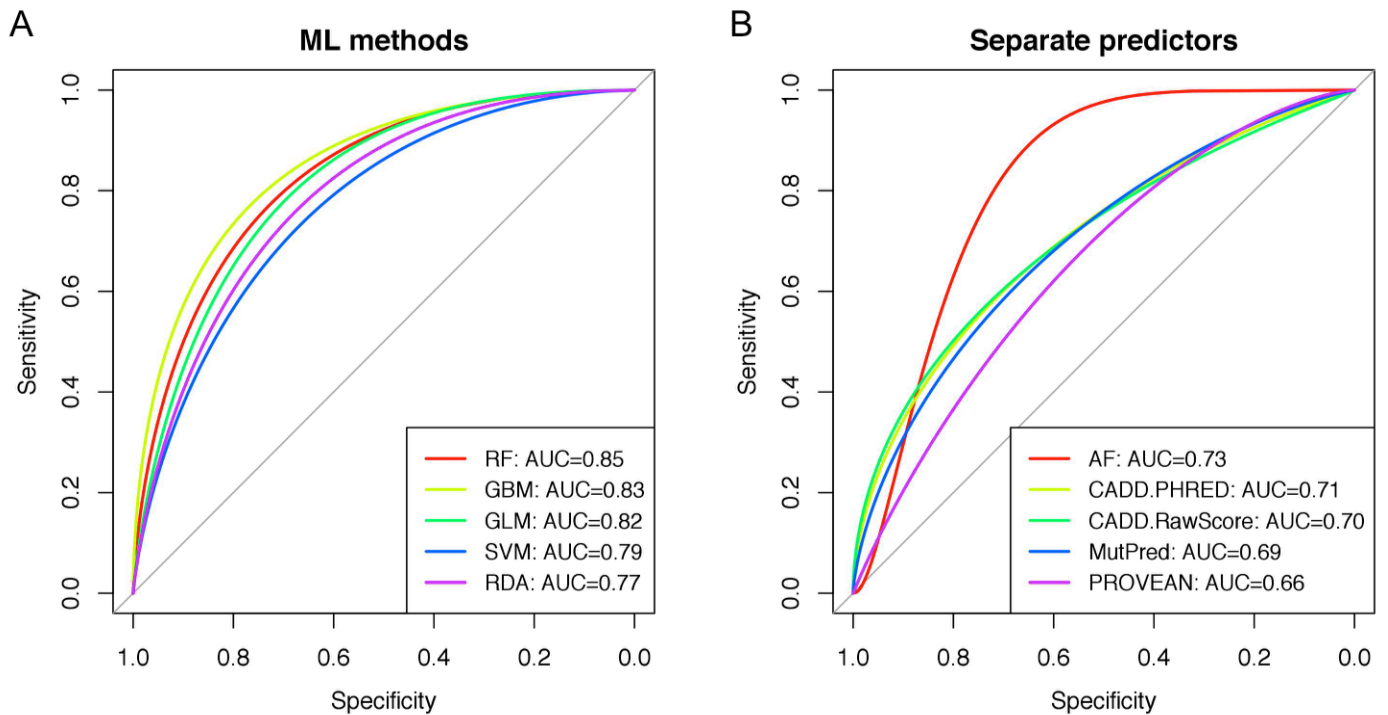 A
ML methods
Sensitivity
1.0
0.8
0.6
0.4
0.2
0.0
RF: AUC=0.85
GBM: AUC=0.83
GLM: AUC=0.82
SVM: AUC=0.79
RDA: AUC=0.77
1.0 0.8 0.6 0.4 0.2 0.0
Specificity
B
Separate predictors
Sensitivity
1.0
0.8
0.6
0.4
0.2
0.0
AF: AUC=0.73
CADD.PHRED: AUC=0.71
CADD.RawScore: AUC=0.70
MutPred: AUC=0.69
PROVEAN: AUC=0.66
1.0 0.8 0.6 0.4 0.2 0.0
Specificity